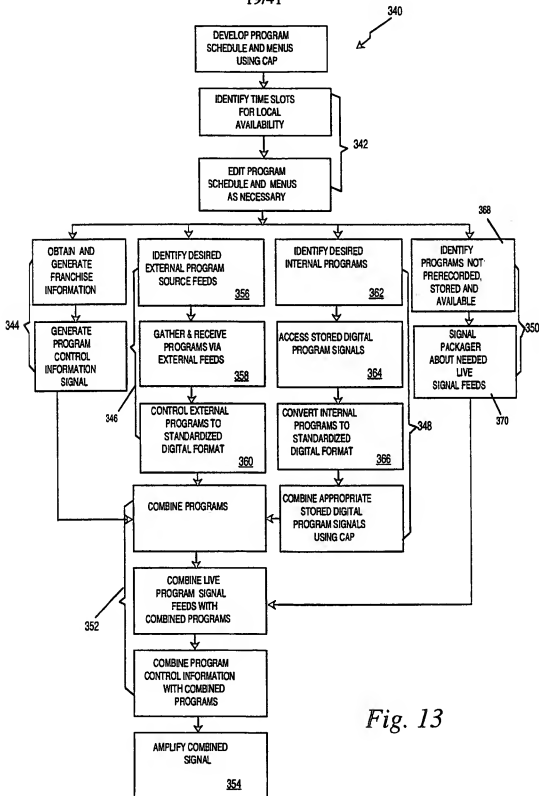 19/41
340
DEVELOP PROGRAM
SCHEDULE AND MENUS
USING CAP
IDENTIFY TIME SLOTS
FOR LOCAL
AVAILABILITY
342
EDIT PROGRAM
SCHEDULE AND MENUS
AS NECESSARY
368
OBTAIN AND
GENERATE
FRANCHISE
INFORMATION
IDENTIFY DESIRED
EXTERNAL PROGRAM
SOURCE FEEDS
356
IDENTIFY DESIRED
INTERNAL PROGRAMS
362
IDENTIFY
PROGRAMS NOT
PRERECORDED,
STORED AND
AVAILABLE
344
350
GENERATE
PROGRAM
CONTROL
INFORMATION
SIGNAL
GATHER & RECEIVE
PROGRAMS VIA
EXTERNAL FEEDS
358
ACCESS STORED DIGITAL
PROGRAM SIGNALS
364
SIGNAL
PACKAGER
ABOUT NEEDED
LIVE
SIGNAL FEEDS
370
346
348
CONTROL EXTERNAL
PROGRAMS TO
STANDARDIZED
DIGITAL FORMAT
360
CONVERT INTERNAL
PROGRAMS TO
STANDARDIZED
DIGITAL FORMAT
366
COMBINE PROGRAMS
COMBINE APPROPRIATE
STORED DIGITAL
PROGRAM SIGNALS
USING CAP
352
COMBINE LIVE
PROGRAM SIGNAL
FEEDS WITH
COMBINED PROGRAMS
COMBINE PROGRAM
CONTROL INFORMATION
WITH COMBINED
PROGRAMS
Fig. 13
AMPLIFY COMBINED
SIGNAL
354